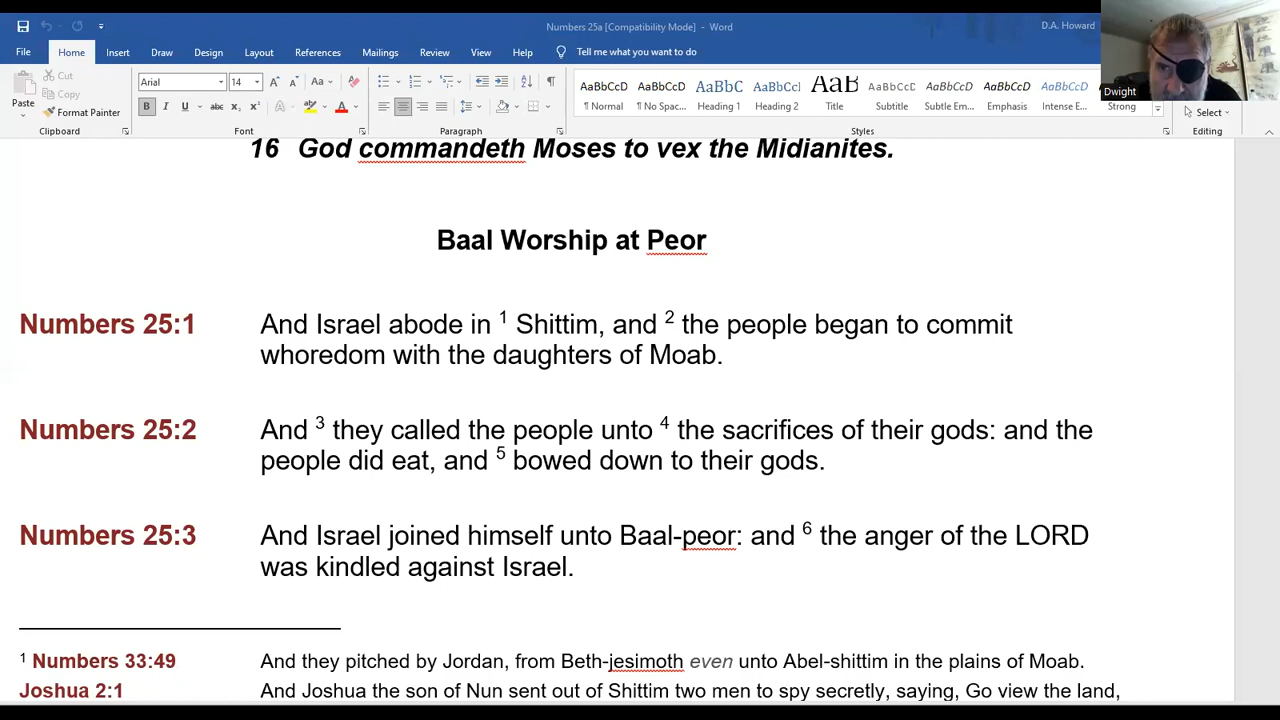 Numbers 25a [Compatibility Mode] - Word
D.A. Howard
File Home Insert Draw Design Layout References Mailings Review View Help Tell me what you want to do
Paste
Cut
Copy
Format Painter
Clipboard
Arial 14
Aa
B I U abc x₂ x²
Font
Paragraph
AaBbCcD AaBbCcD AaBbC AaBbCcl AaB AaBbCcD AaBbCcD AaBbCcD AaBbCcD
¶ Normal ¶ No Spac... Heading 1 Heading 2 Title Subtitle Subtle Em... Emphasis Intense E... Strong
Styles
Select
Editing
Dwight
16 God commandeth Moses to vex the Midianites.
Baal Worship at Peor
Numbers 25:1 And Israel abode in ¹ Shittim, and ² the people began to commit
whoredom with the daughters of Moab.
Numbers 25:2 And ³ they called the people unto ⁴ the sacrifices of their gods: and the
people did eat, and ⁵ bowed down to their gods.
Numbers 25:3 And Israel joined himself unto Baal-peor: and ⁶ the anger of the LORD
was kindled against Israel.
¹ Numbers 33:49 And they pitched by Jordan, from Beth-jesimoth even unto Abel-shittim in the plains of Moab.
Joshua 2:1 And Joshua the son of Nun sent out of Shittim two men to spy secretly, saying, Go view the land,